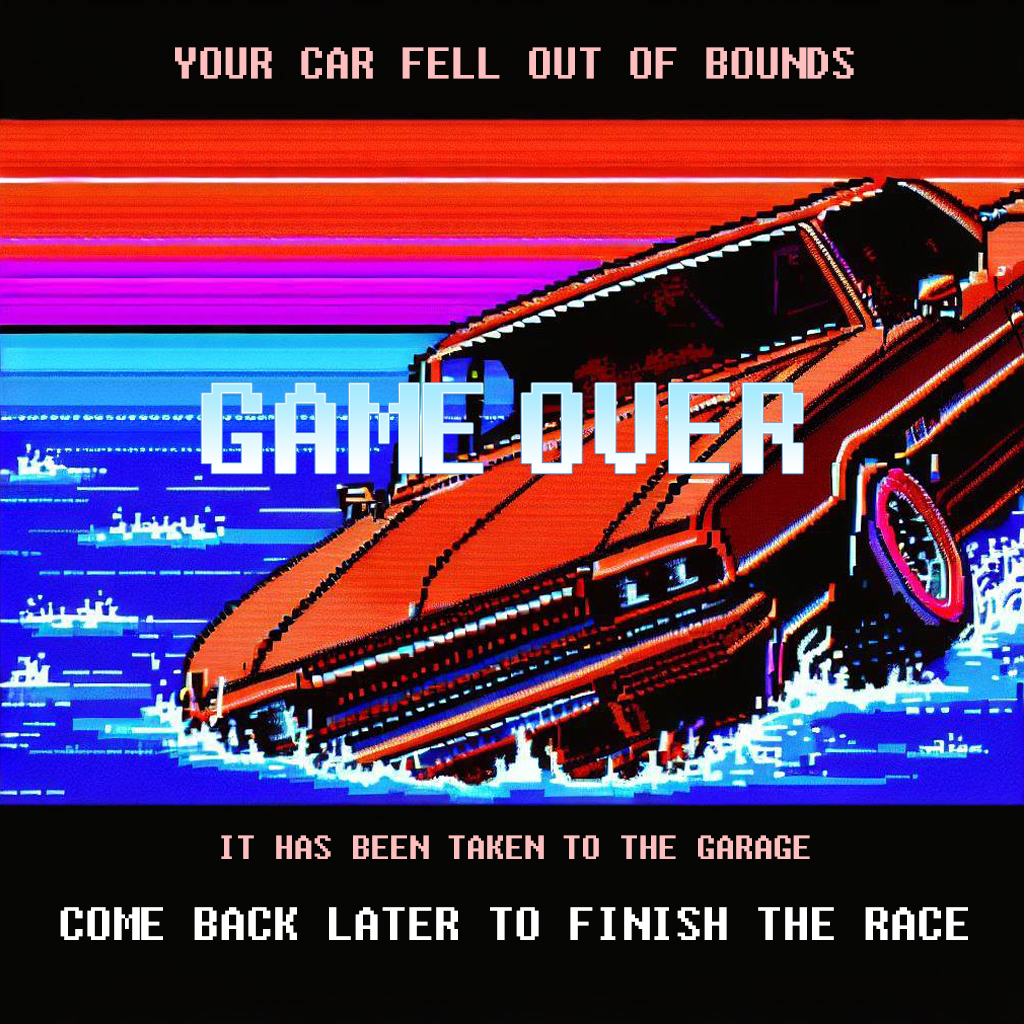 YOUR CAR FELL OUT OF BOUNDS
GAME OVER
IT HAS BEEN TAKEN TO THE GARAGE
COME BACK LATER TO FINISH THE RACE